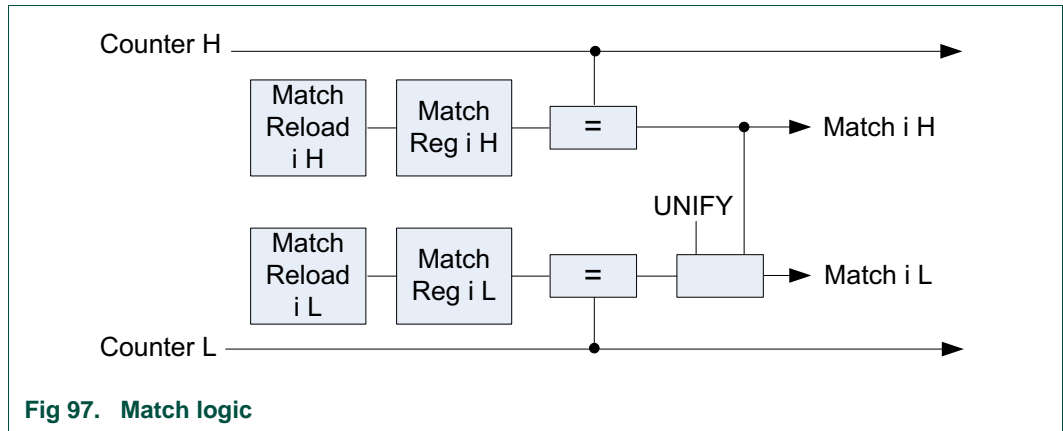 Counter H
Match
Reload
i H
Match
Reg i H
=
Match i H
UNIFY
Match
Reload
i L
Match
Reg i L
=
Match i L
Counter L
Fig 97. Match logic